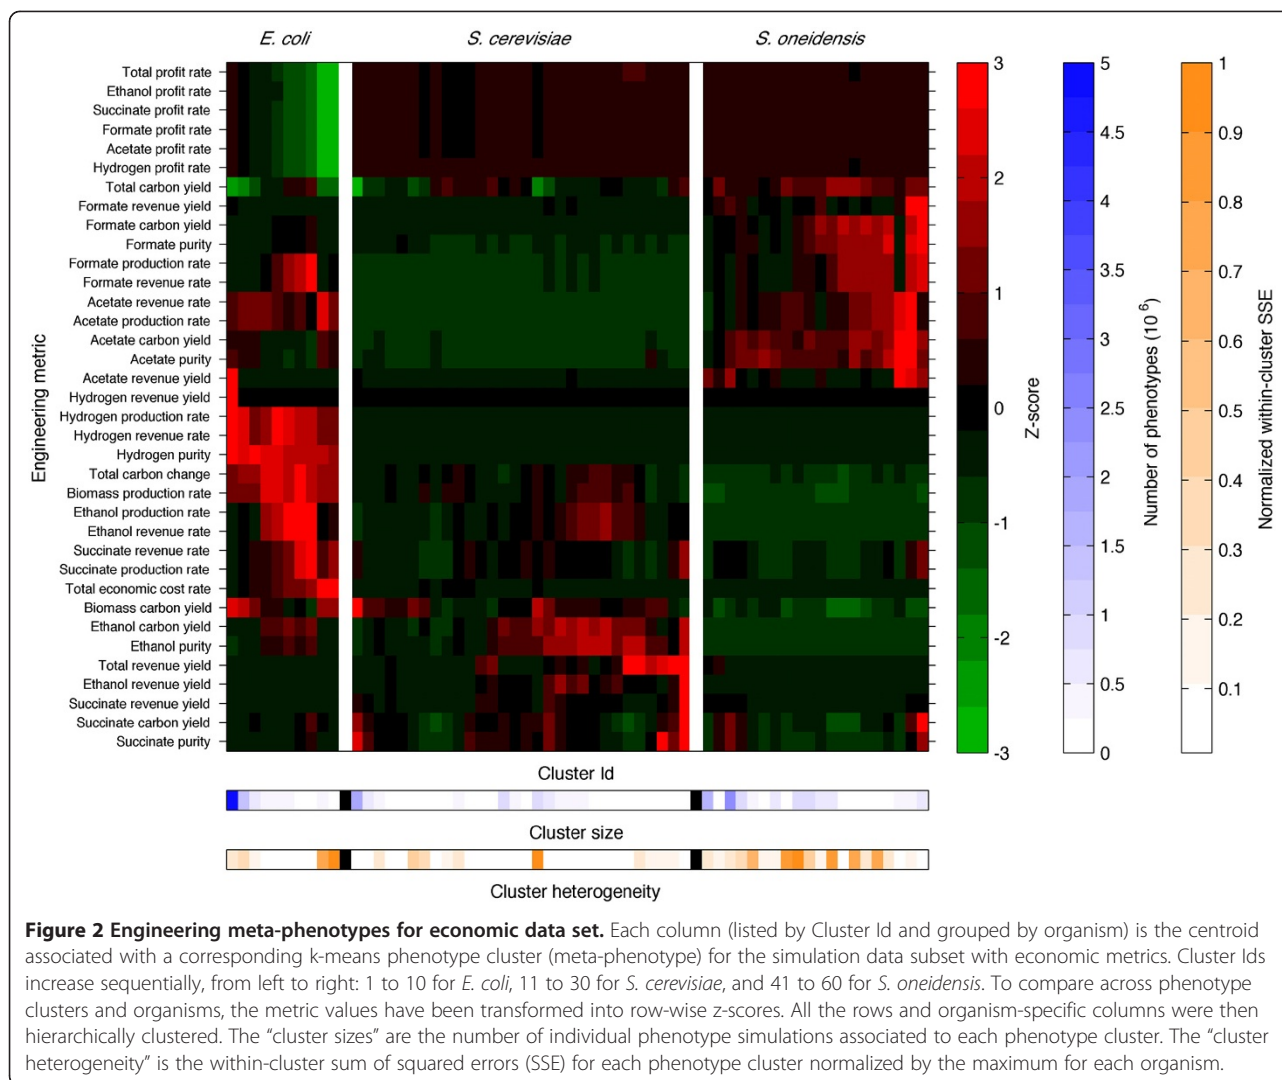 E. coli
S. cerevisiae
S. oneidensis
Total profit rate
Ethanol profit rate
Succinate profit rate
Formate profit rate
Acetate profit rate
Hydrogen profit rate
Total carbon yield
Formate revenue yield
Formate carbon yield
Formate purity
Formate production rate
Formate revenue rate
Acetate revenue rate
Acetate production rate
Acetate carbon yield
Acetate purity
Acetate revenue yield
Hydrogen revenue yield
Hydrogen production rate
Hydrogen revenue rate
Hydrogen purity
Total carbon change
Biomass production rate
Ethanol production rate
Ethanol revenue rate
Succinate revenue rate
Succinate production rate
Total economic cost rate
Biomass carbon yield
Ethanol carbon yield
Ethanol purity
Total revenue yield
Ethanol revenue yield
Succinate revenue yield
Succinate carbon yield
Succinate purity
Engineering metric
3
2
1
0
-1
-2
-3
Z-score
5
4.5
4
3.5
3
2.5
2
1.5
1
0.5
0
Number of phenotypes (10 6)
1
0.9
0.8
0.7
0.6
0.5
0.4
0.3
0.2
0.1
Normalized within-cluster SSE
Cluster Id
Cluster size
Cluster heterogeneity
Figure 2 Engineering meta-phenotypes for economic data set. Each column (listed by Cluster Id and grouped by organism) is the centroid
associated with a corresponding k-means phenotype cluster (meta-phenotype) for the simulation data subset with economic metrics. Cluster Ids
increase sequentially, from left to right: 1 to 10 for E. coli, 11 to 30 for S. cerevisiae, and 41 to 60 for S. oneidensis. To compare across phenotype
clusters and organisms, the metric values have been transformed into row-wise z-scores. All the rows and organism-specific columns were then
hierarchically clustered. The “cluster sizes” are the number of individual phenotype simulations associated to each phenotype cluster. The “cluster
heterogeneity” is the within-cluster sum of squared errors (SSE) for each phenotype cluster normalized by the maximum for each organism.